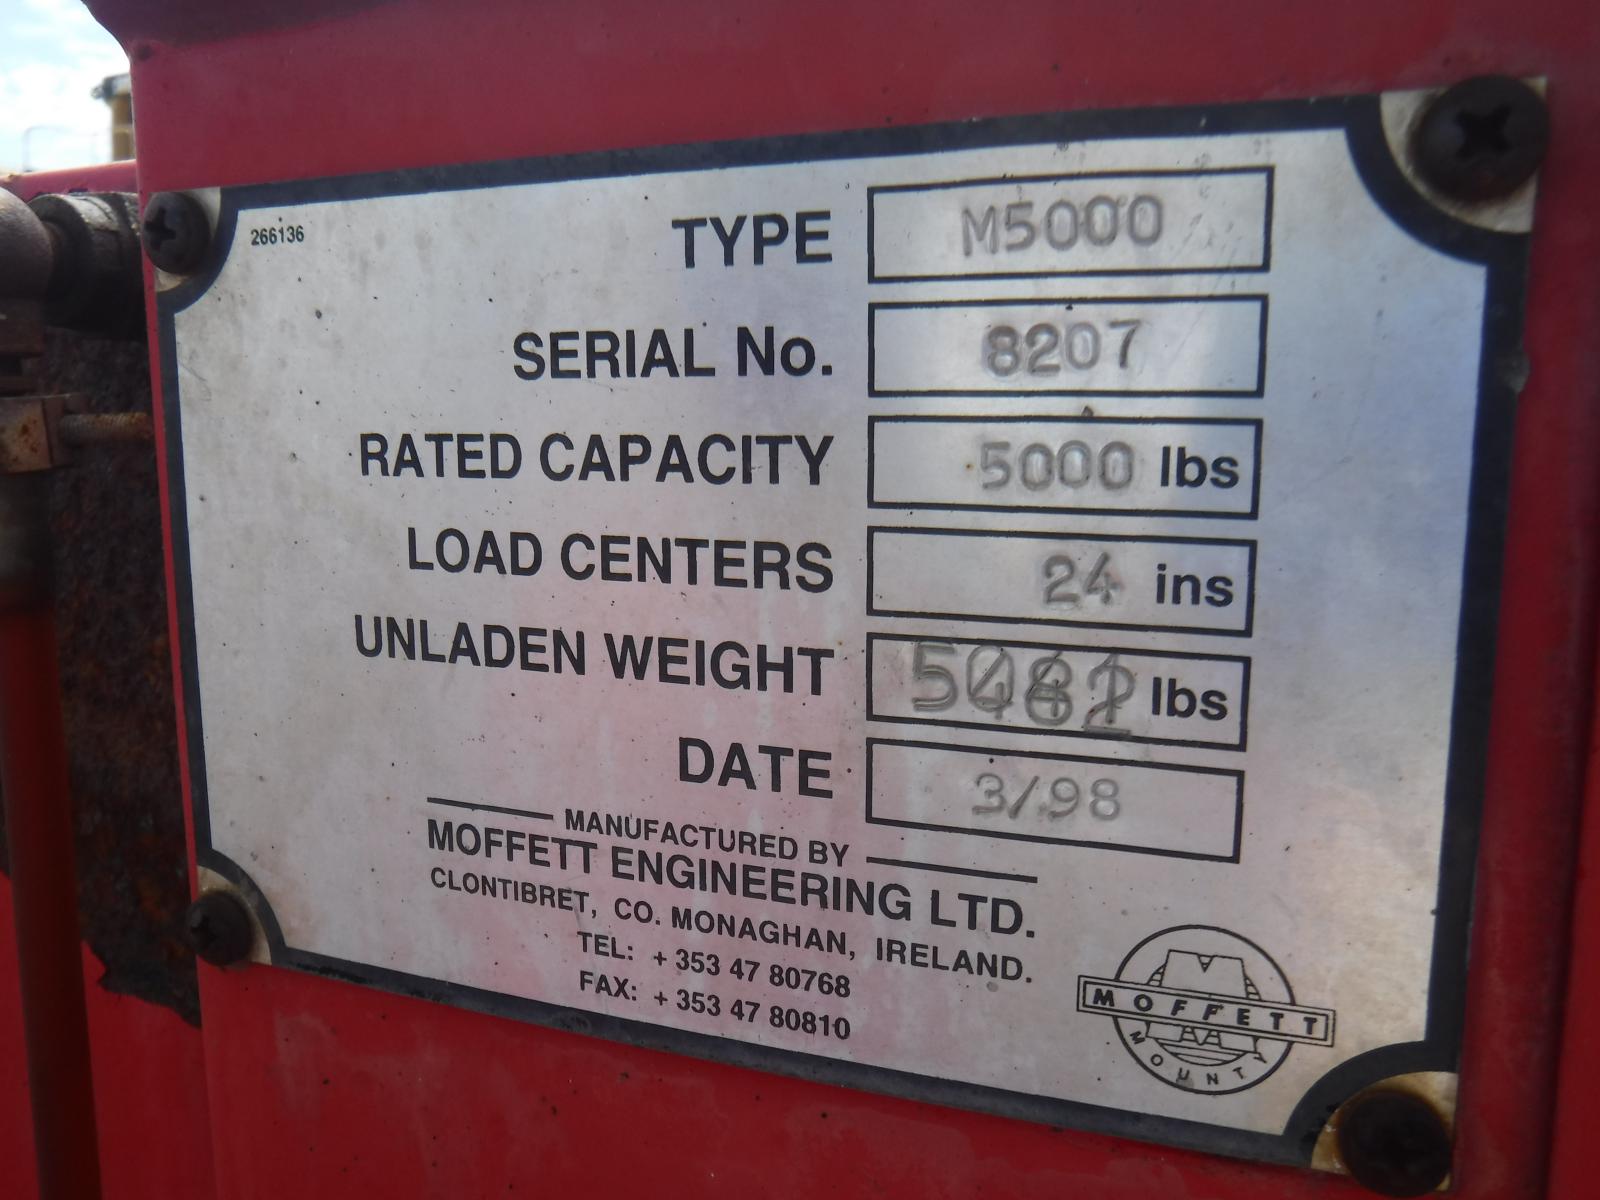 266136
TYPE M5000
SERIAL No. 8207
RATED CAPACITY 5000 lbs
LOAD CENTERS 24 ins
UNLADEN WEIGHT lbs
DATE 3/98
MANUFACTURED BY
MOFFETT ENGINEERING LTD.
CLONTIBRET, CO. MONAGHAN, IRELAND.
TEL: + 353 47 80768
FAX: + 353 47 80810
MOFFETT
MOUNTY